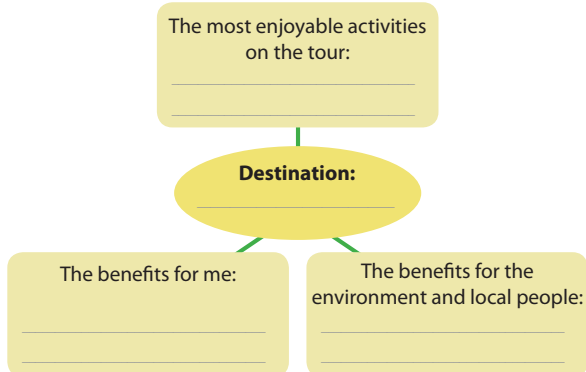 The most enjoyable activities
on the tour:
Destination:
The benefits for me:
The benefits for the
environment and local people: